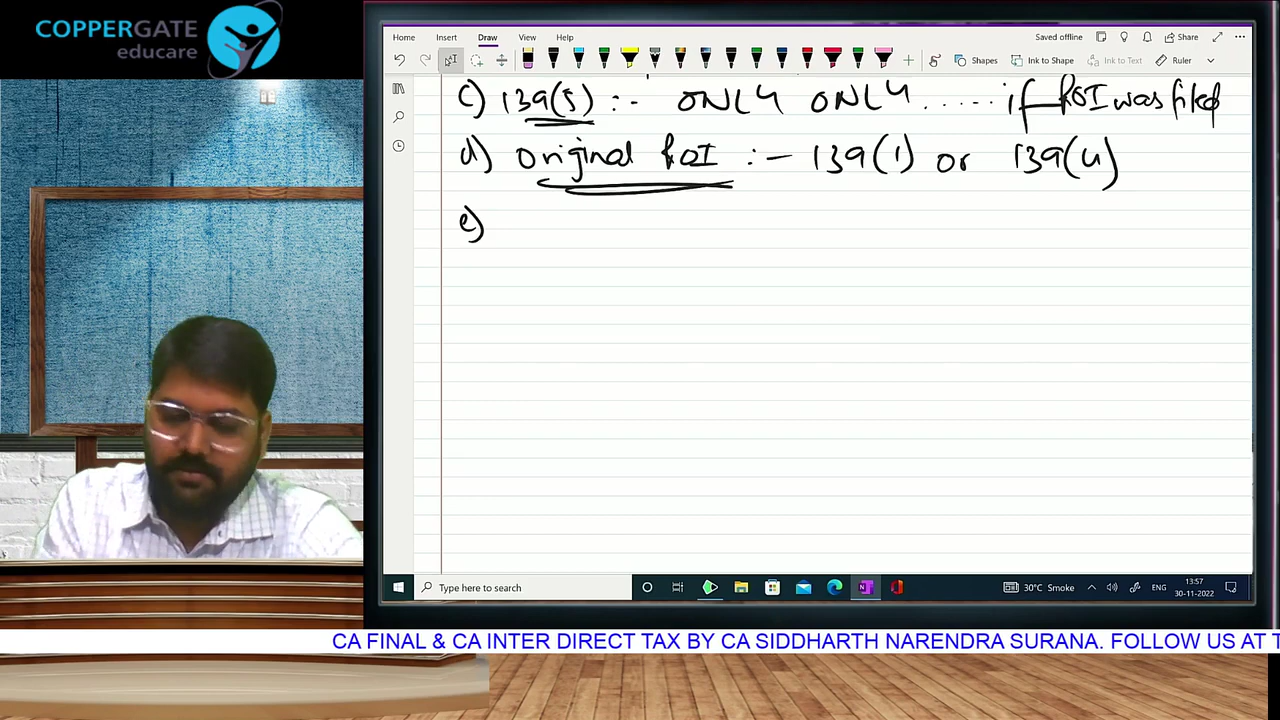 COPPERGATE
educare
Home Insert Draw View Help
Saved offline
Share
Shapes Ink to Shape Ink to Text Ruler
c) 139(5) :- ONLY ONLY ..... if ROI was filed
d) Original ROI :- 139(1) or 139(4)
e)
Type here to search
30°C Smoke
ENG
13:57
30-11-2022
CA FINAL & CA INTER DIRECT TAX BY CA SIDDHARTH NARENDRA SURANA. FOLLOW US AT T